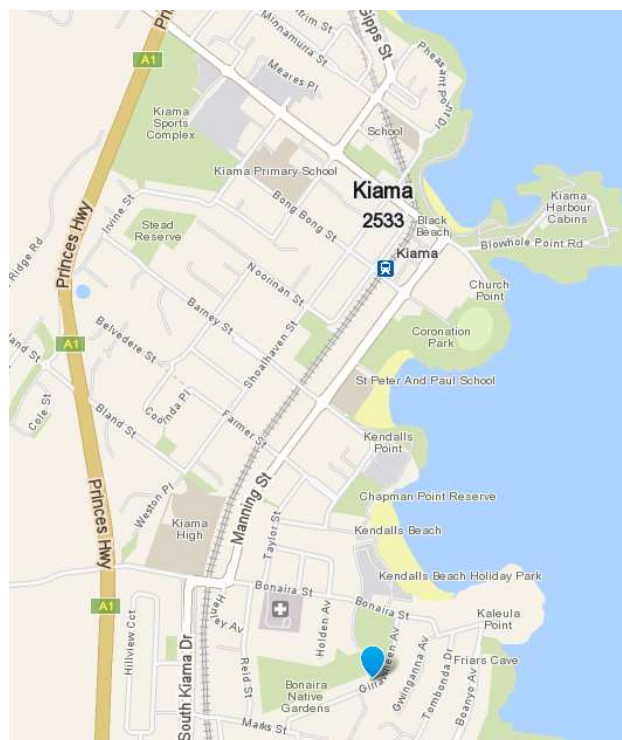 Gipps St
Minnamurra St
Pheasant Point Dr
A1
Meares Pl
Kiama
Sports
Complex
School
Kiama Primary School
Kiama
2533
Kiama
Harbour
Cabins
Black
Beach
Blowhole Point Rd
Irvine St
Stead
Reserve
Bong Bong St
Princes Hwy
Ridge Rd
Kiama
Church
Point
Noorinan St
Barney St
Belvedere St
Shoalhaven St
Coronation
Park
A1
St Peter And Paul School
Cole St
Bland St
Farmer St
Kendalls
Point
Weston Pl
Manning St
Chapman Point Reserve
Kiama
High
Princes Hwy
Taylor St
Kendalls Beach
Kendalls Beach Holiday Park
A1
Bonaira St
Bonaira St
Kaleula
Point
Henley Av
Holden Av
Hillview Cct
South Kiama Dr
Reid St
Gwinganna Av
Tombonda Dr
Friars Cave
Boanyo Av
Bonaira
Native
Gardens
Marks St